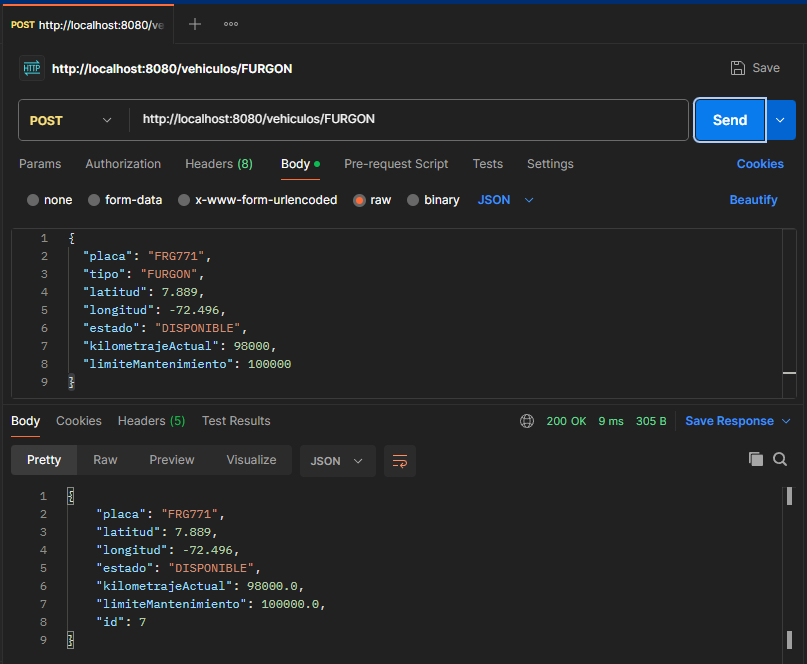 POST http://localhost:8080/ve
HTTP http://localhost:8080/vehiculos/FURGON Save
POST http://localhost:8080/vehiculos/FURGON Send
Params Authorization Headers (8) Body Pre-request Script Tests Settings Cookies
none form-data x-www-form-urlencoded raw binary JSON Beautify
1 {
2 "placa": "FRG771",
3 "tipo": "FURGON",
4 "latitud": 7.889,
5 "longitud": -72.496,
6 "estado": "DISPONIBLE",
7 "kilometrajeActual": 98000,
8 "limiteMantenimiento": 100000
9 }
Body Cookies Headers (5) Test Results 200 OK 9 ms 305 B Save Response
Pretty Raw Preview Visualize JSON
1 {
2 "placa": "FRG771",
3 "latitud": 7.889,
4 "longitud": -72.496,
5 "estado": "DISPONIBLE",
6 "kilometrajeActual": 98000.0,
7 "limiteMantenimiento": 100000.0,
8 "id": 7
9 }